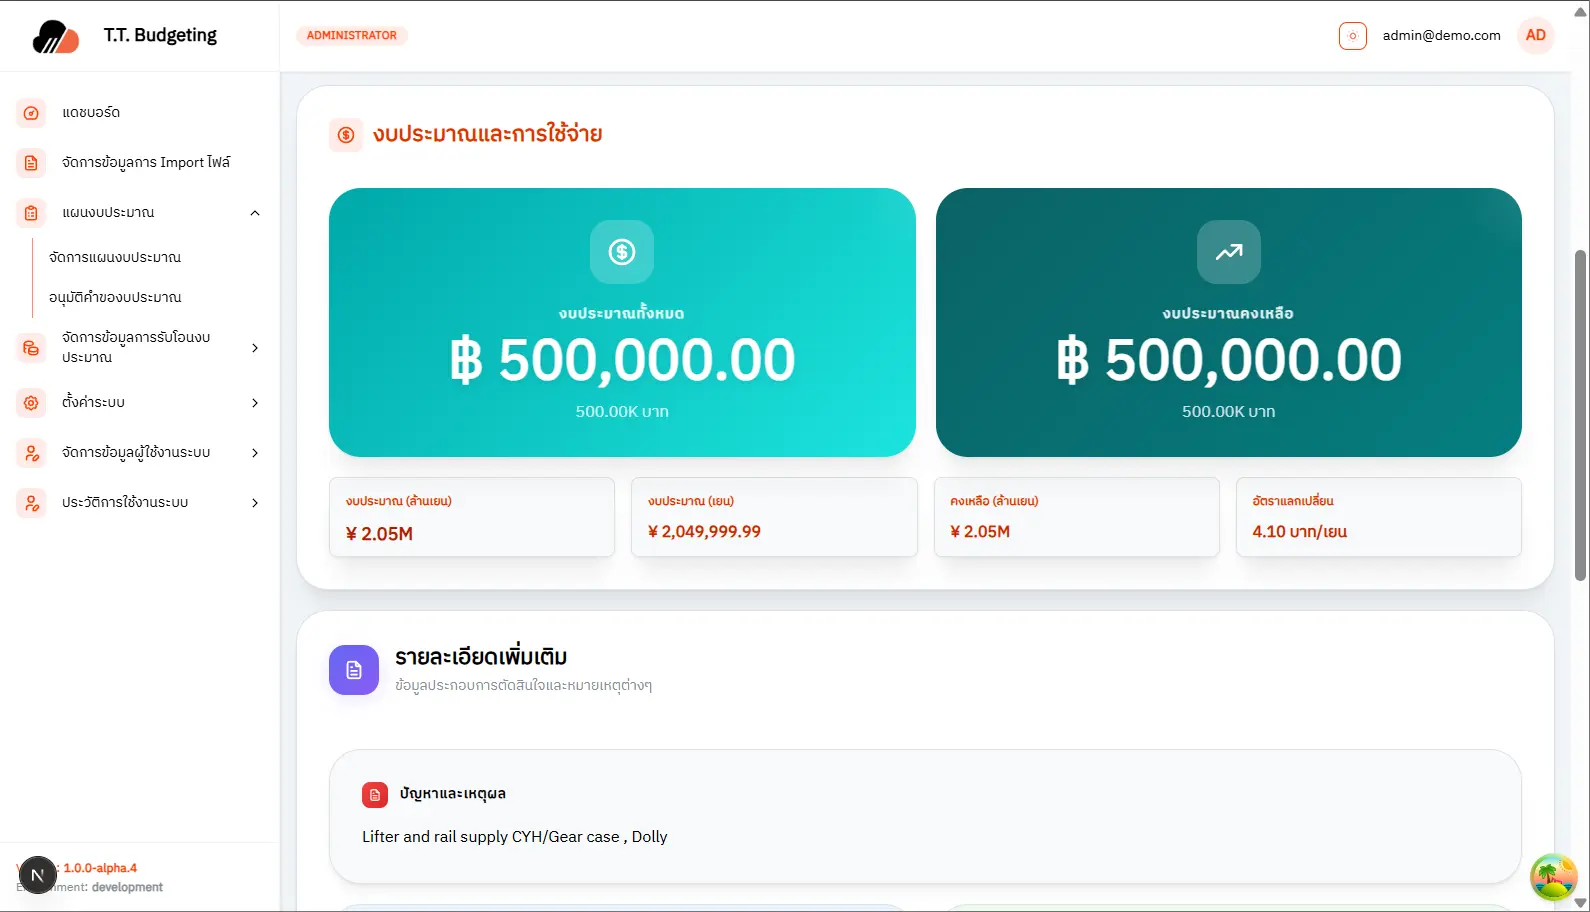 T.T. Budgeting
ADMINISTRATOR
admin@demo.com
AD
แดชบอร์ด
จัดการข้อมูลการ Import ไฟล์
แผนงบประมาณ
จัดการแผนงบประมาณ
อนุมัติคำของบประมาณ
จัดการข้อมูลการรับโอนงบ
ประมาณ
ตั้งค่าระบบ
จัดการข้อมูลผู้ใช้งานระบบ
ประวัติการใช้งานระบบ
N
: 1.0.0-alpha.4
development
งบประมาณและการใช้จ่าย
งบประมาณทั้งหมด
฿ 500,000.00
500.00K บาท
งบประมาณคงเหลือ
฿ 500,000.00
500.00K บาท
งบประมาณ (ล้านเยน)
¥ 2.05M
งบประมาณ (เยน)
¥ 2,049,999.99
คงเหลือ (ล้านเยน)
¥ 2.05M
อัตราแลกเปลี่ยน
4.10 บาท/เยน
รายละเอียดเพิ่มเติม
ข้อมูลประกอบการตัดสินใจและหมายเหตุต่างๆ
ปัญหาและเหตุผล
Lifter and rail supply CYH/Gear case , Dolly